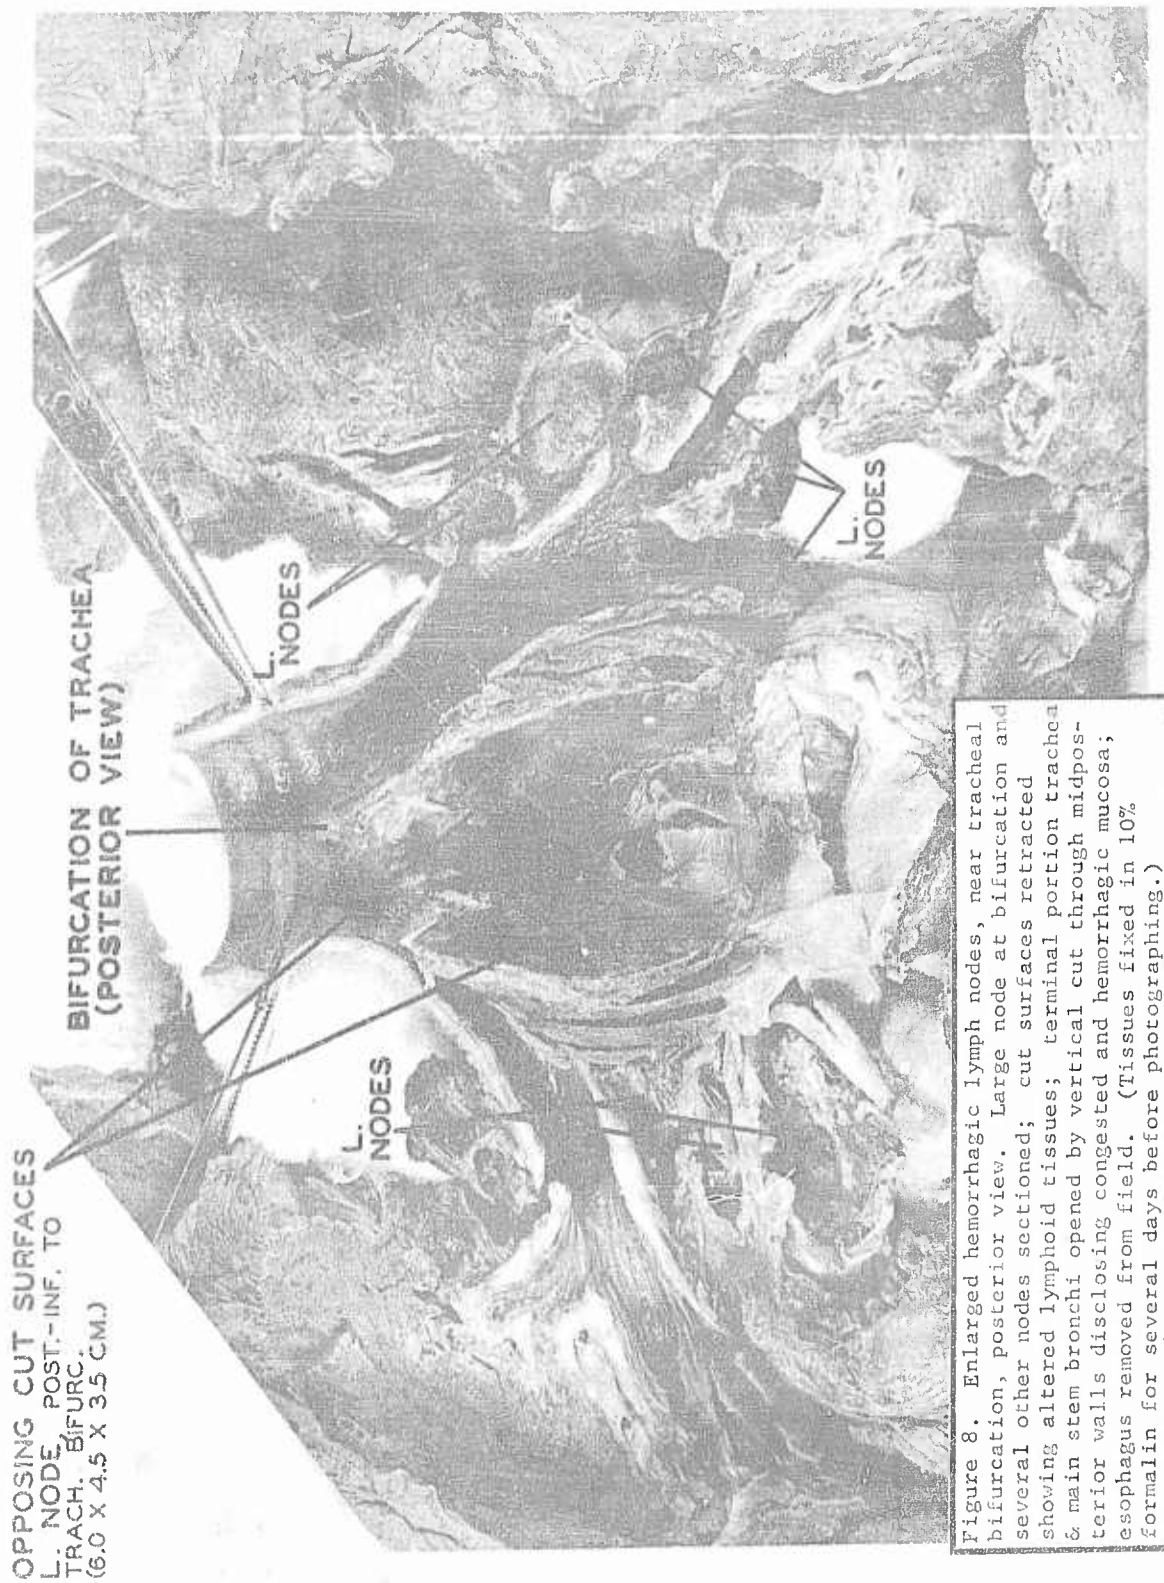 OPPOSING CUT SURFACES
L. NODE, POST.-INF. TO
TRACH. BIFURC.
(6.0 X 4.5 X 3.5 CM.)
BIFURCATION OF TRACHEA
(POSTERIOR VIEW)
L.
NODES
L.
NODES
L.
NODES
Figure 8. Enlarged hemorrhagic lymph nodes, near tracheal
bifurcation, posterior view. Large node at bifurcation and
several other nodes sectioned; cut surfaces retracted
showing altered lymphoid tissues; terminal portion trachea
& main stem bronchi opened by vertical cut through midpos-
terior walls disclosing congested and hemorrhagic mucosa;
esophagus removed from field. (Tissues fixed in 10%
formalin for several days before photographing.)